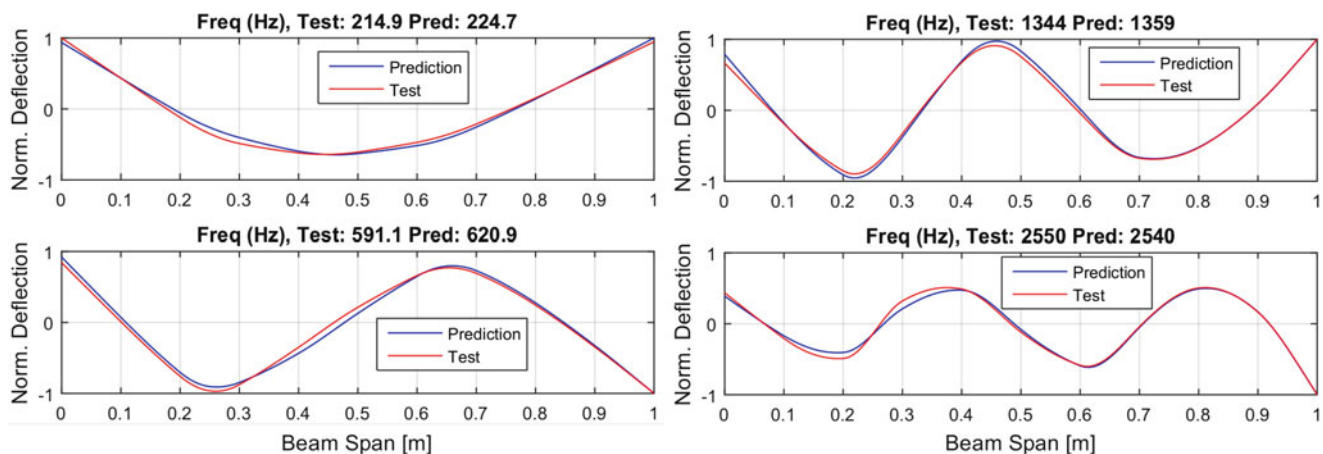 Freq (Hz), Test: 214.9 Pred: 224.7
Norm. Deflection
1
0
-1
Prediction
Test
0 0.1 0.2 0.3 0.4 0.5 0.6 0.7 0.8 0.9 1
Freq (Hz), Test: 591.1 Pred: 620.9
Norm. Deflection
1
0
-1
Prediction
Test
0 0.1 0.2 0.3 0.4 0.5 0.6 0.7 0.8 0.9 1
Beam Span [m]
Freq (Hz), Test: 1344 Pred: 1359
Norm. Deflection
1
0
-1
Prediction
Test
0 0.1 0.2 0.3 0.4 0.5 0.6 0.7 0.8 0.9 1
Freq (Hz), Test: 2550 Pred: 2540
Norm. Deflection
1
0
-1
Prediction
Test
0 0.1 0.2 0.3 0.4 0.5 0.6 0.7 0.8 0.9 1
Beam Span [m]